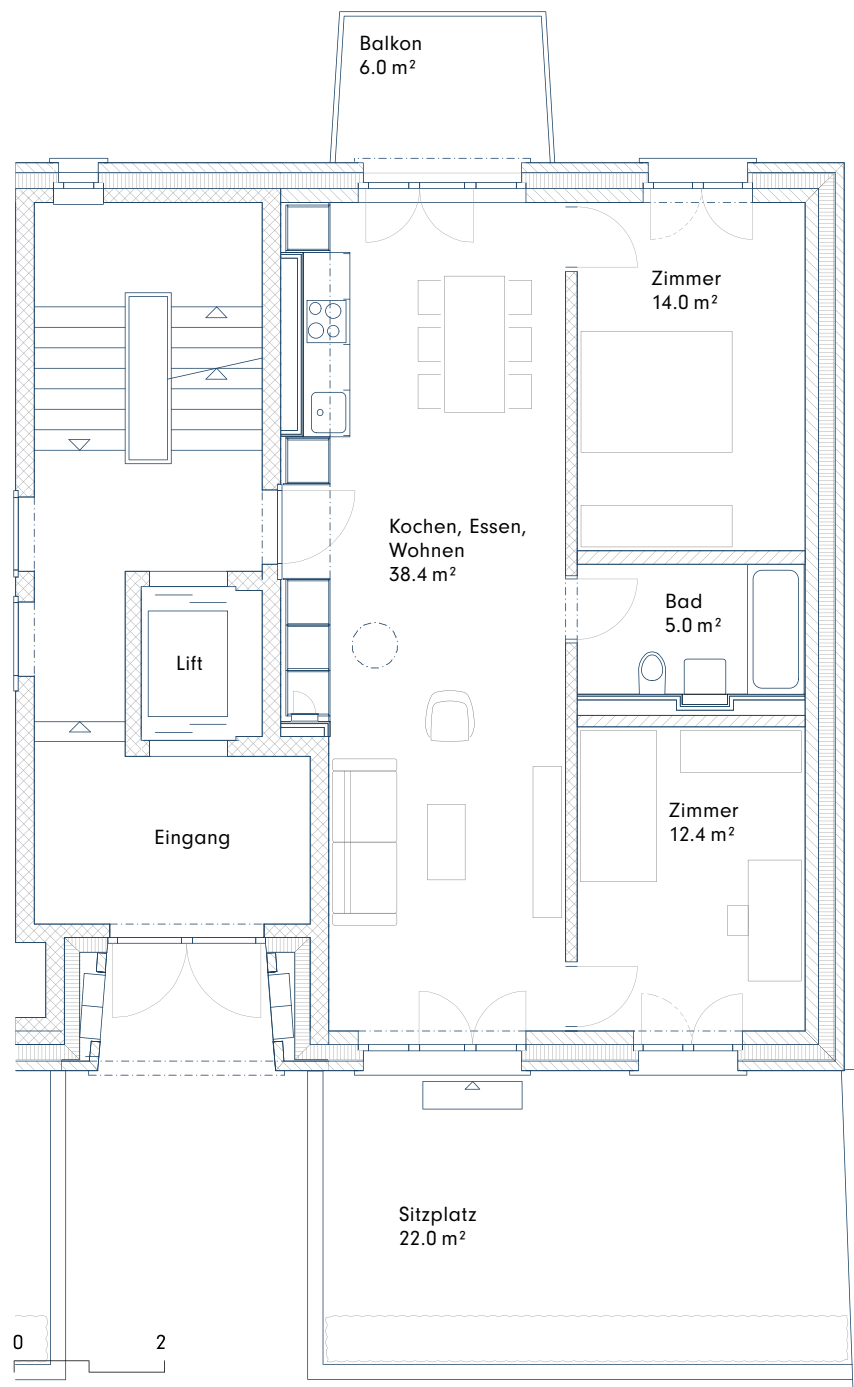 Balkon
6.0 m²
Zimmer
14.0 m²
Kochen, Essen,
Wohnen
38.4 m²
Bad
5.0 m²
Lift
Zimmer
12.4 m²
Eingang
Sitzplatz
22.0 m²
0 2